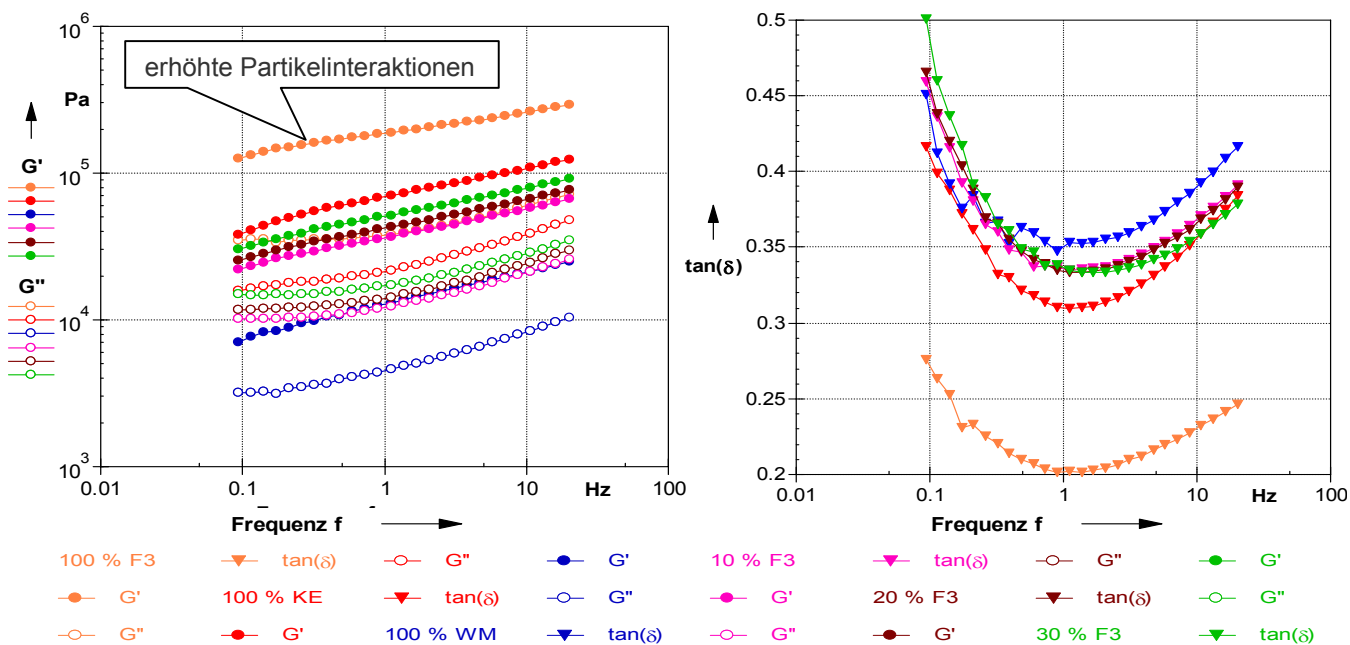 10⁶
erhöhte Partikelinteraktionen
Pa
G'
10⁵
G''
10⁴
10³
0.01 0.1 1 Hz 100
Frequenz f
0.5
0.45
0.4
tan(δ)
0.35
0.3
0.25
0.2
0.01 0.1 1 Hz 100
Frequenz f
100 % F3 tan(δ) G'' G' 10 % F3 tan(δ) G'' G'
G' 100 % KE tan(δ) G'' G' 20 % F3 tan(δ) G''
G'' G' 100 % WM tan(δ) G'' G' 30 % F3 tan(δ)